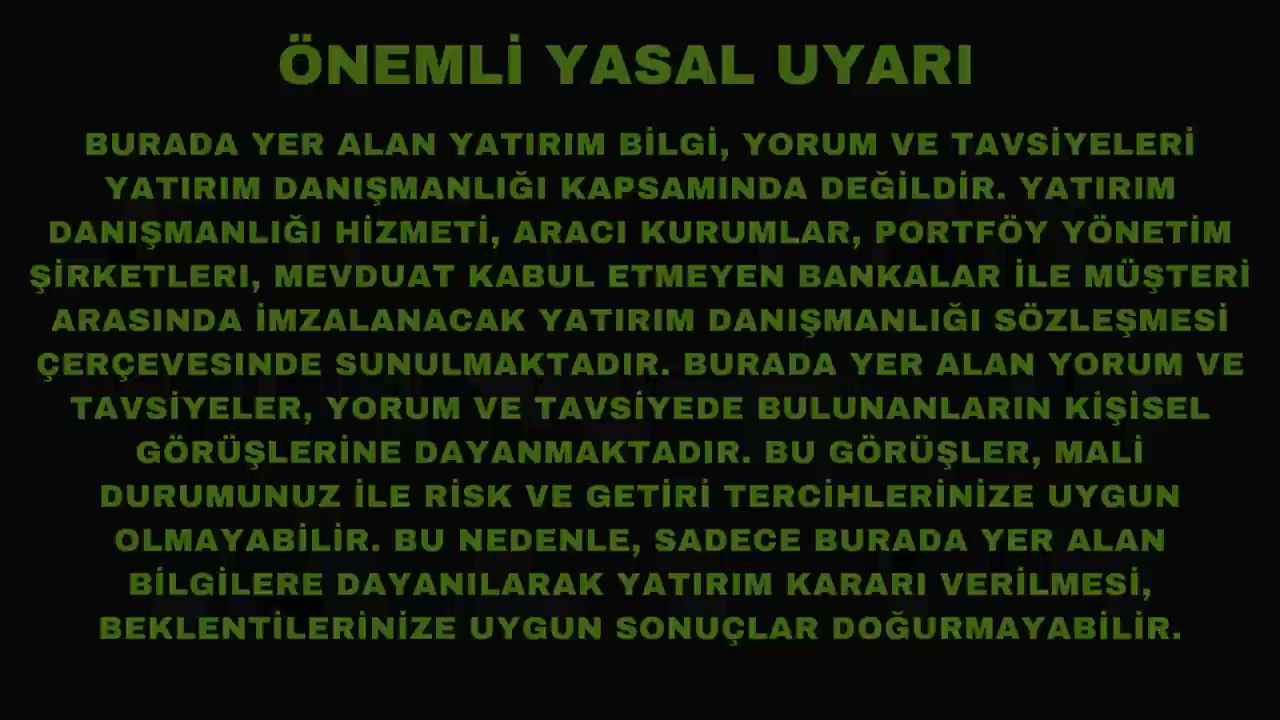 ÖNEMLİ YASAL UYARI
BURADA YER ALAN YATIRIM BİLGİ, YORUM VE TAVSİYELERİ
YATIRIM DANIŞMANLIĞI KAPSAMINDA DEĞİLDİR. YATIRIM
DANIŞMANLIĞI HİZMETİ, ARACI KURUMLAR, PORTFÖY YÖNETİM
ŞİRKETLERI, MEVDUAT KABUL ETMEYEN BANKALAR İLE MÜŞTERİ
ARASINDA İMZALANACAK YATIRIM DANIŞMANLIĞI SÖZLEŞMESİ
ÇERÇEVESINDE SUNULMAKTADIR. BURADA YER ALAN YORUM VE
TAVSİYELER, YORUM VE TAVSİYEDE BULUNANLARIN KİŞİSEL
GÖRÜŞLERİNE DAYANMAKTADIR. BU GÖRÜŞLER, MALİ
DURUMUNUZ İLE RİSK VE GETİRİ TERCİHLERİNİZE UYGUN
OLMAYABİLİR. BU NEDENLE, SADECE BURADA YER ALAN
BİLGİLERE DAYANILARAK YATIRIM KARARI VERİLMESİ,
BEKLENTİLERİNİZE UYGUN SONUÇLAR DOĞURMAYABİLİR.